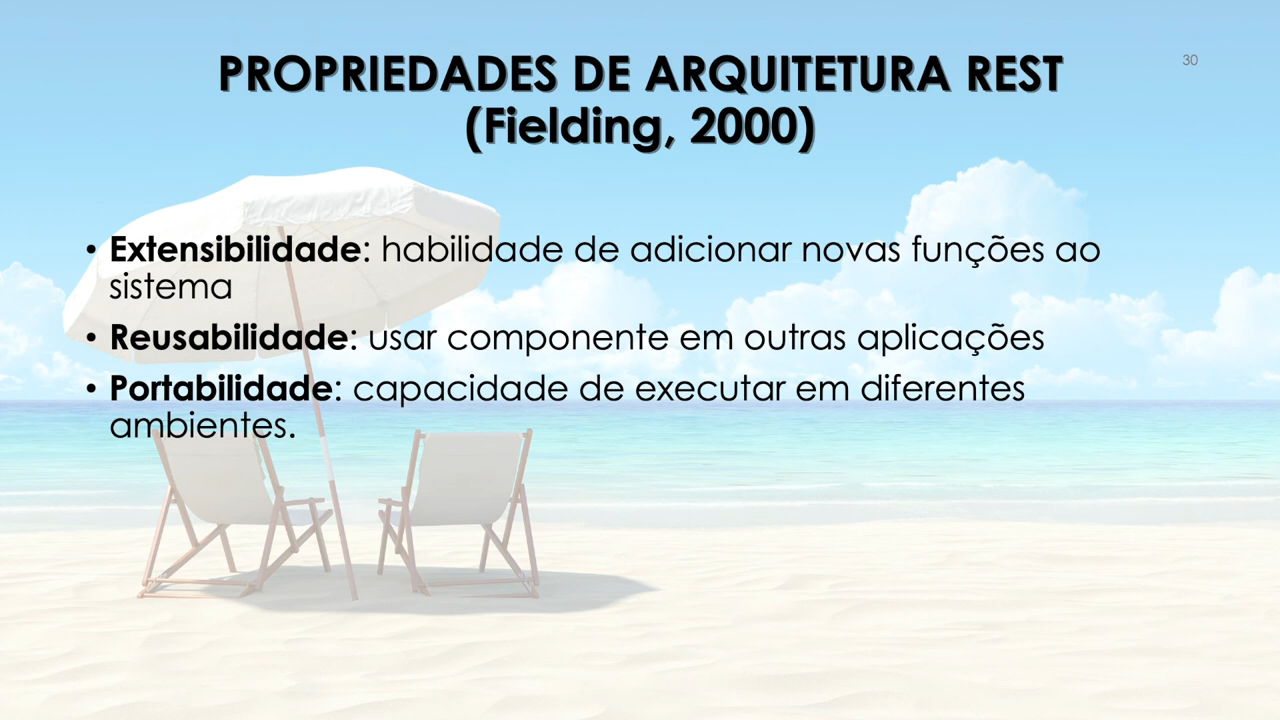 PROPRIEDADES DE ARQUITETURA REST
(Fielding, 2000)
30
• Extensibilidade: habilidade de adicionar novas funções ao
sistema
• Reusabilidade: usar componente em outras aplicações
• Portabilidade: capacidade de executar em diferentes
ambientes.